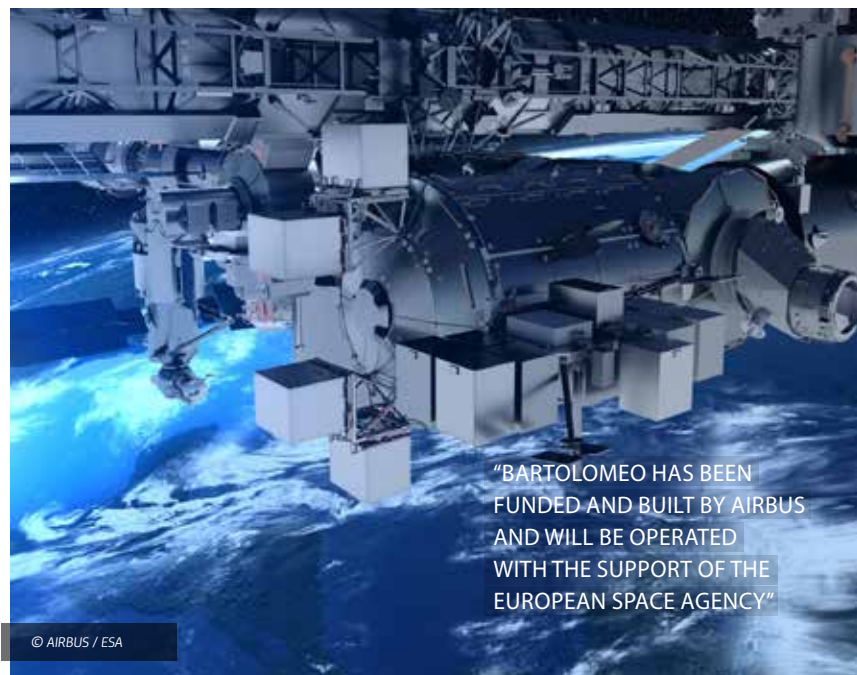 “BARTOLOMEO HAS BEEN
FUNDED AND BUILT BY AIRBUS
AND WILL BE OPERATED
WITH THE SUPPORT OF THE
EUROPEAN SPACE AGENCY”
© AIRBUS / ESA